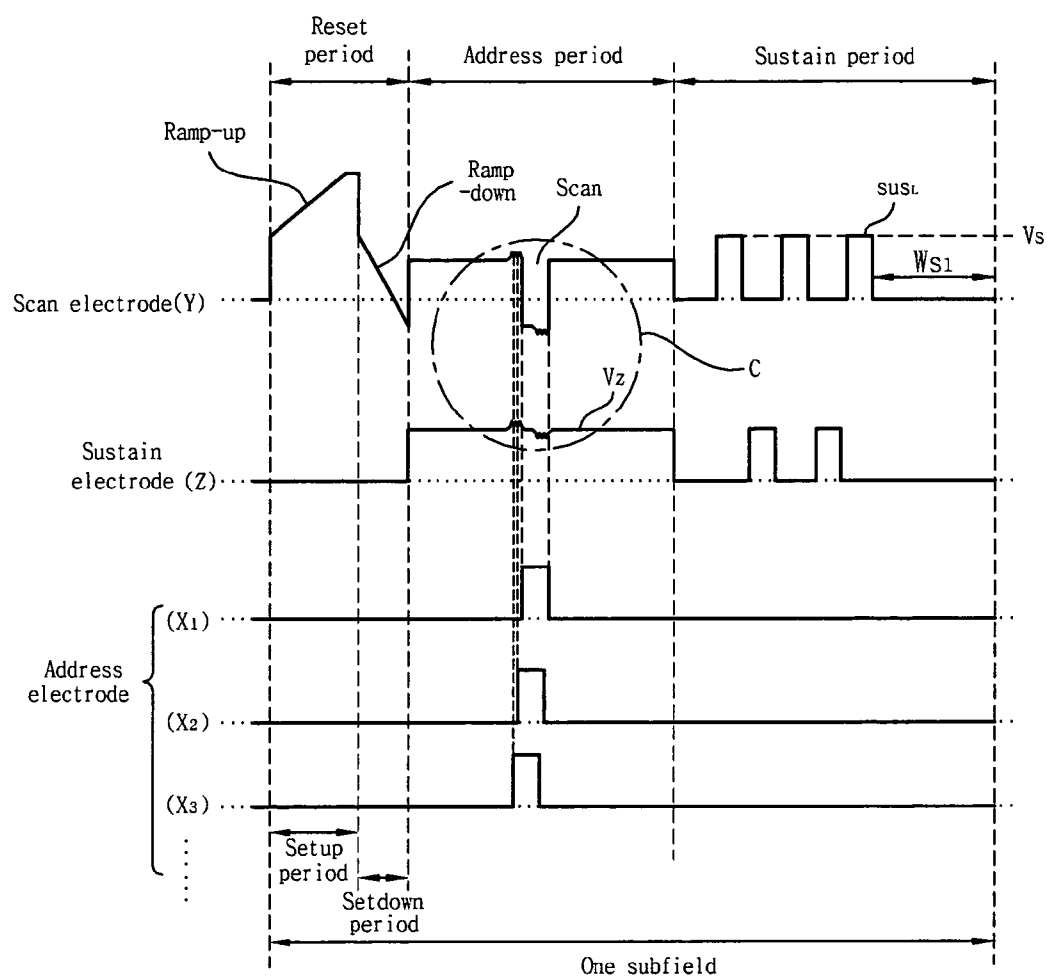 Reset
period
Address period
Sustain period
Ramp-up
Ramp
-down
Scan
susL
Vs
Ws1
Scan electrode(Y)
C
Vz
Sustain
electrode (Z)
(X1)
Address
electrode
(X2)
(X3)
Setup
period
Setdown
period
One subfield